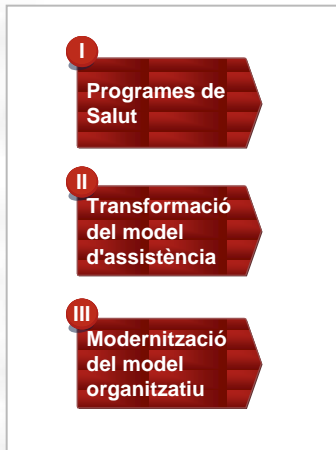 I
Programes de
Salut
II
Transformació
del model
d'assistència
III
Modernització
del model
organitzatiu